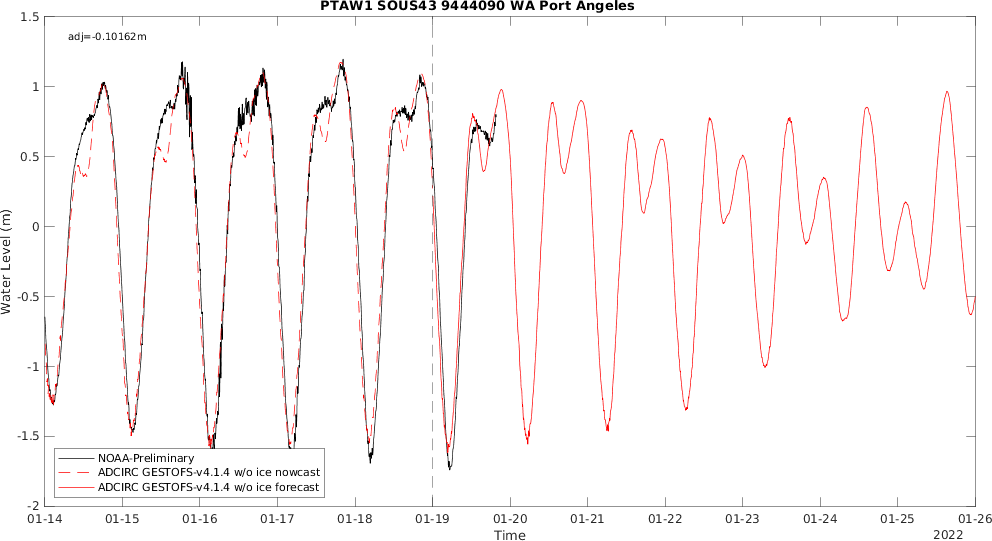 PTAW1 SOUS43 9444090 WA Port Angeles
adj=-0.10162m
1.5
1
0.5
0
-0.5
-1
-1.5
-2
Water Level (m)
NOAA-Preliminary
ADCIRC GESTOFS-v4.1.4 w/o ice nowcast
ADCIRC GESTOFS-v4.1.4 w/o ice forecast
01-14 01-15 01-16 01-17 01-18 01-19 01-20 01-21 01-22 01-23 01-24 01-25 01-26
Time
2022